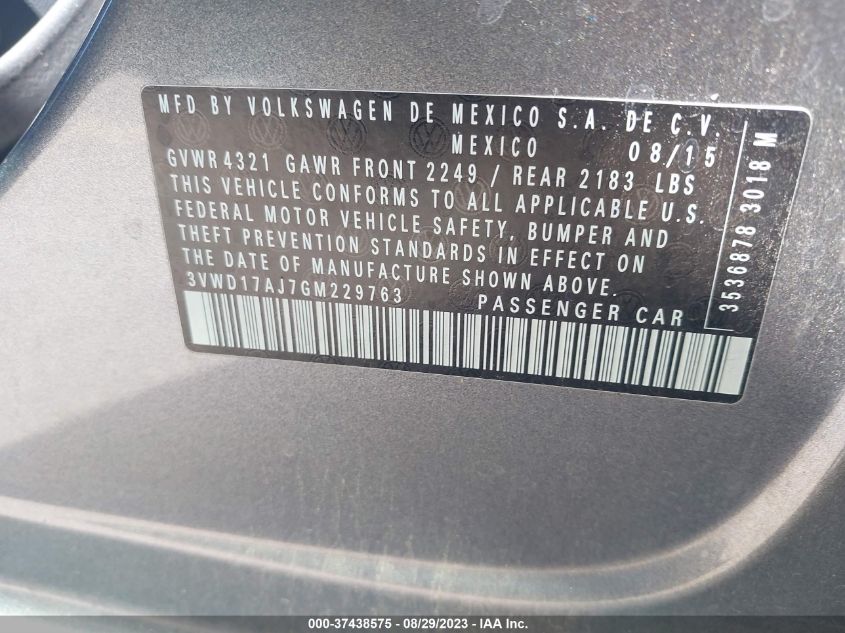 MFD BY VOLKSWAGEN DE MEXICO S.A. DE C.V.
MEXICO 08/15
GVWR 4321 GAWR FRONT 2249 / REAR 2183 LBS
THIS VEHICLE CONFORMS TO ALL APPLICABLE U.S.
FEDERAL MOTOR VEHICLE SAFETY, BUMPER AND
THEFT PREVENTION STANDARDS IN EFFECT ON
THE DATE OF MANUFACTURE SHOWN ABOVE.
3VWD17AJ7GM229763 PASSENGER CAR
3536878 3018 M
000-37438575 - 08/29/2023 - IAA Inc.